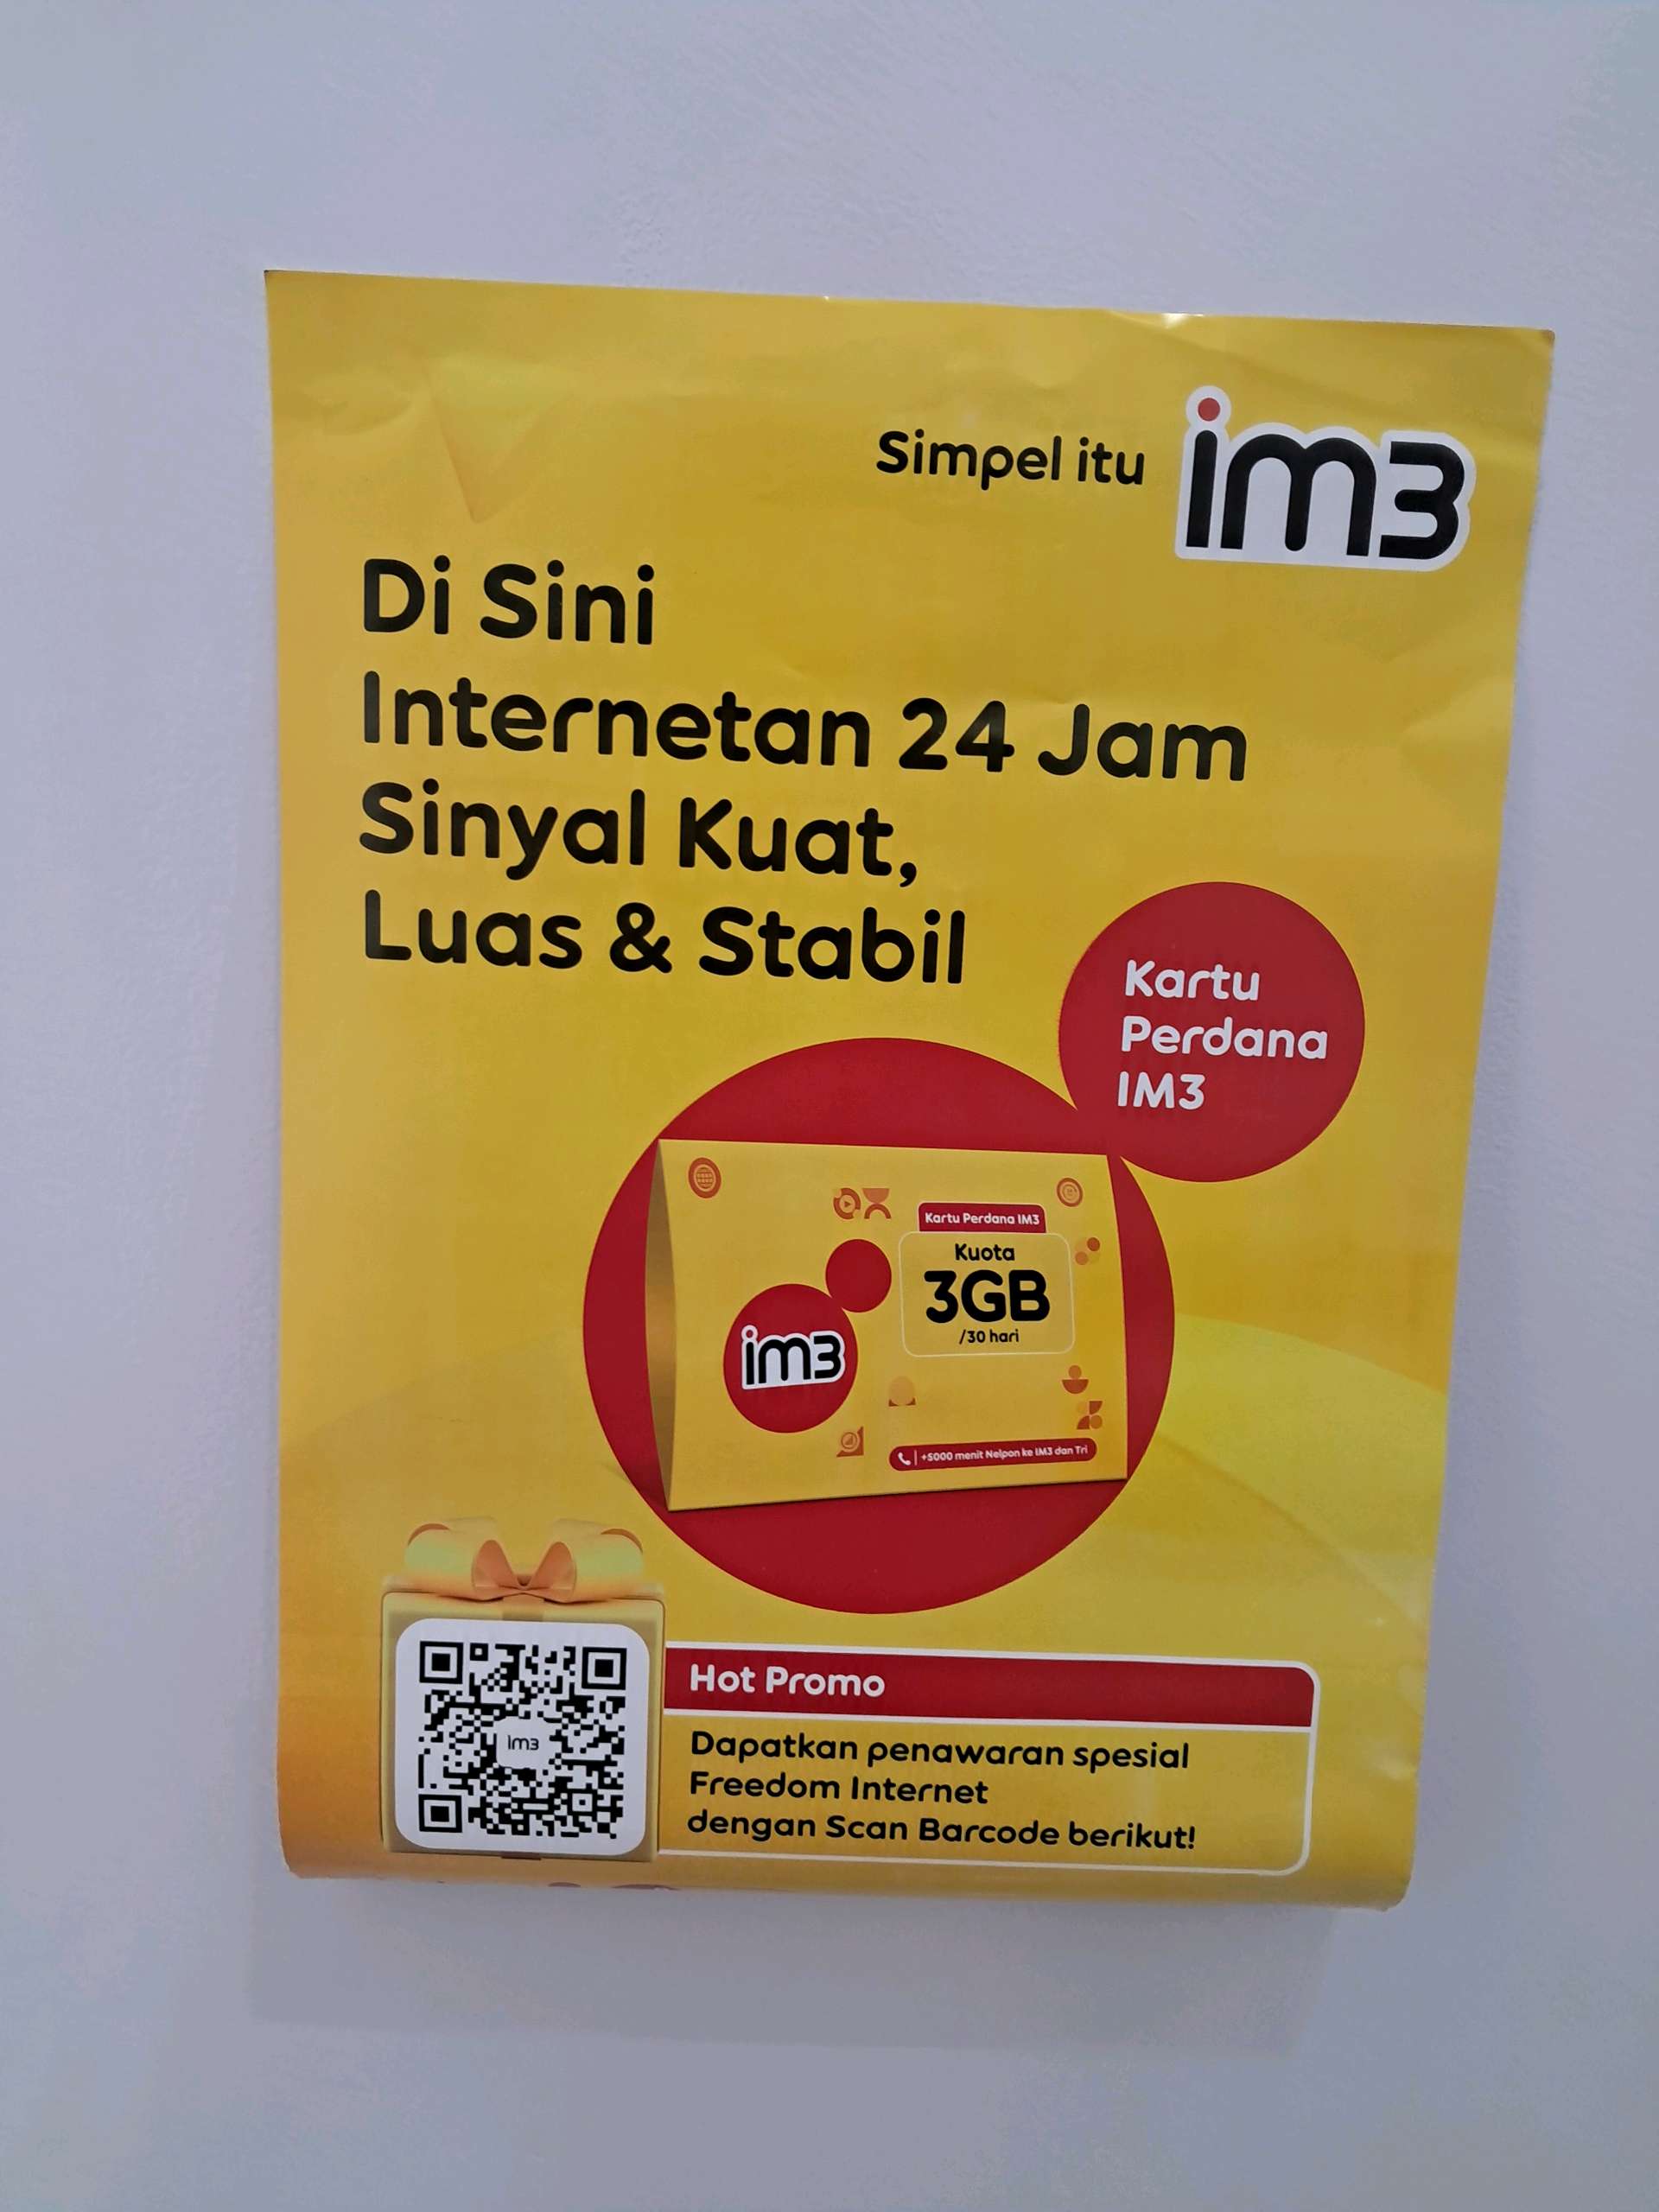 Simpel itu im3
Di Sini
Internetan 24 Jam
Sinyal Kuat,
Luas & Stabil
Kartu
Perdana
IM3
Kartu Perdana IM3
Kuota
3GB
/30 hari
im3
+5000 menit Nelpon ke IM3 dan Tri
im3
Hot Promo
Dapatkan penawaran spesial
Freedom Internet
dengan Scan Barcode berikut!